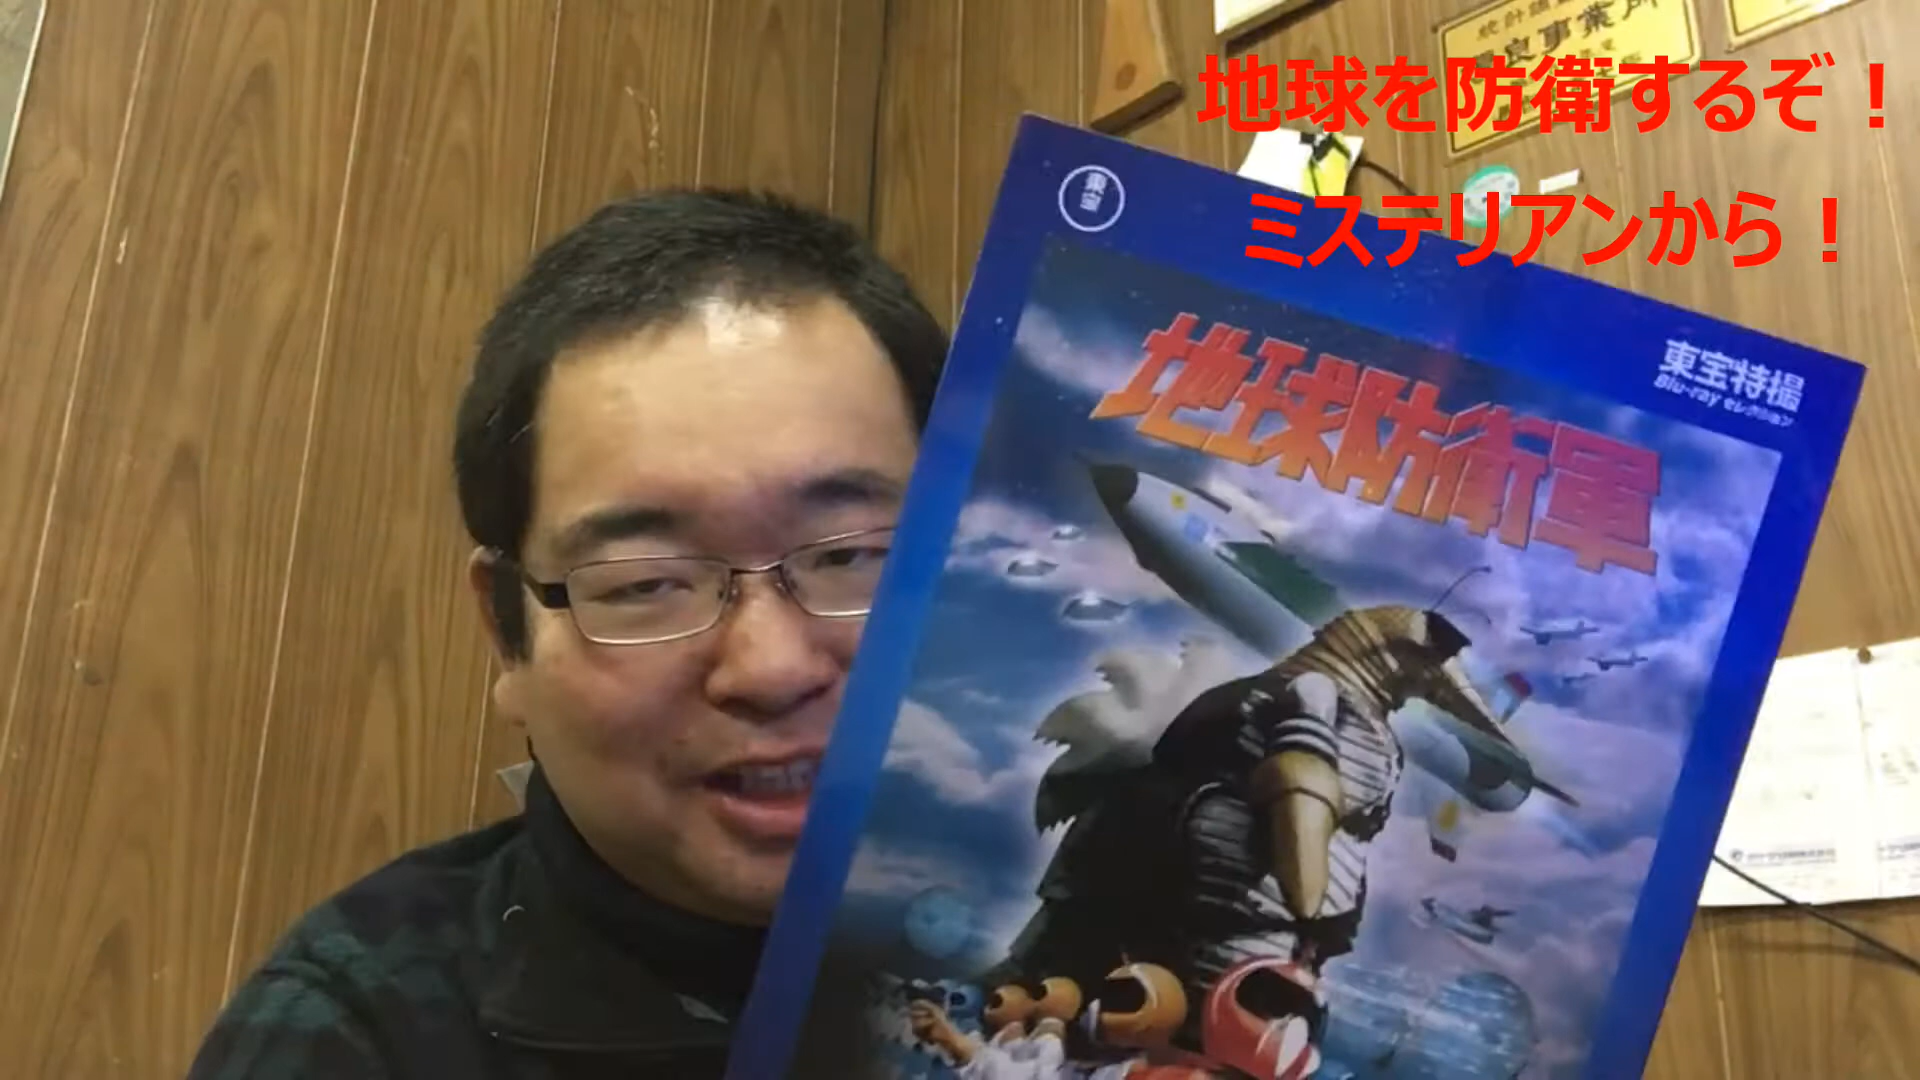 地球を防衛するぞ！
ミステリアンから！
東宝
東宝特撮
Blu-ray セレクション
地球防衛軍